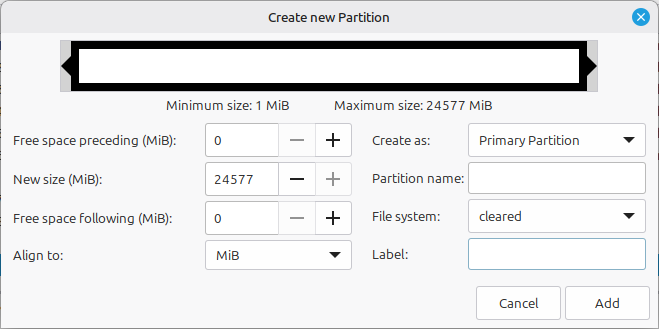 Create new Partition
Minimum size: 1 MiB Maximum size: 24577 MiB
Free space preceding (MiB): 0 Create as: Primary Partition
New size (MiB): 24577 Partition name:
Free space following (MiB): 0 File system: cleared
Align to: MiB Label:
Cancel Add